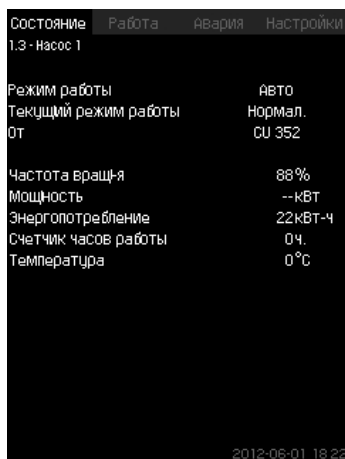 Состояние Работа Авария Настройки
1.3 - Насос 1
Режим работы Авто
Текущий режим работы Нормал.
От CU 352
Частота вращ-я 88%
Мощность --кВт
Энергопотребление 22кВт-ч
Счетчик часов работы 0ч.
Температура 0°C
2012-06-01 18:22